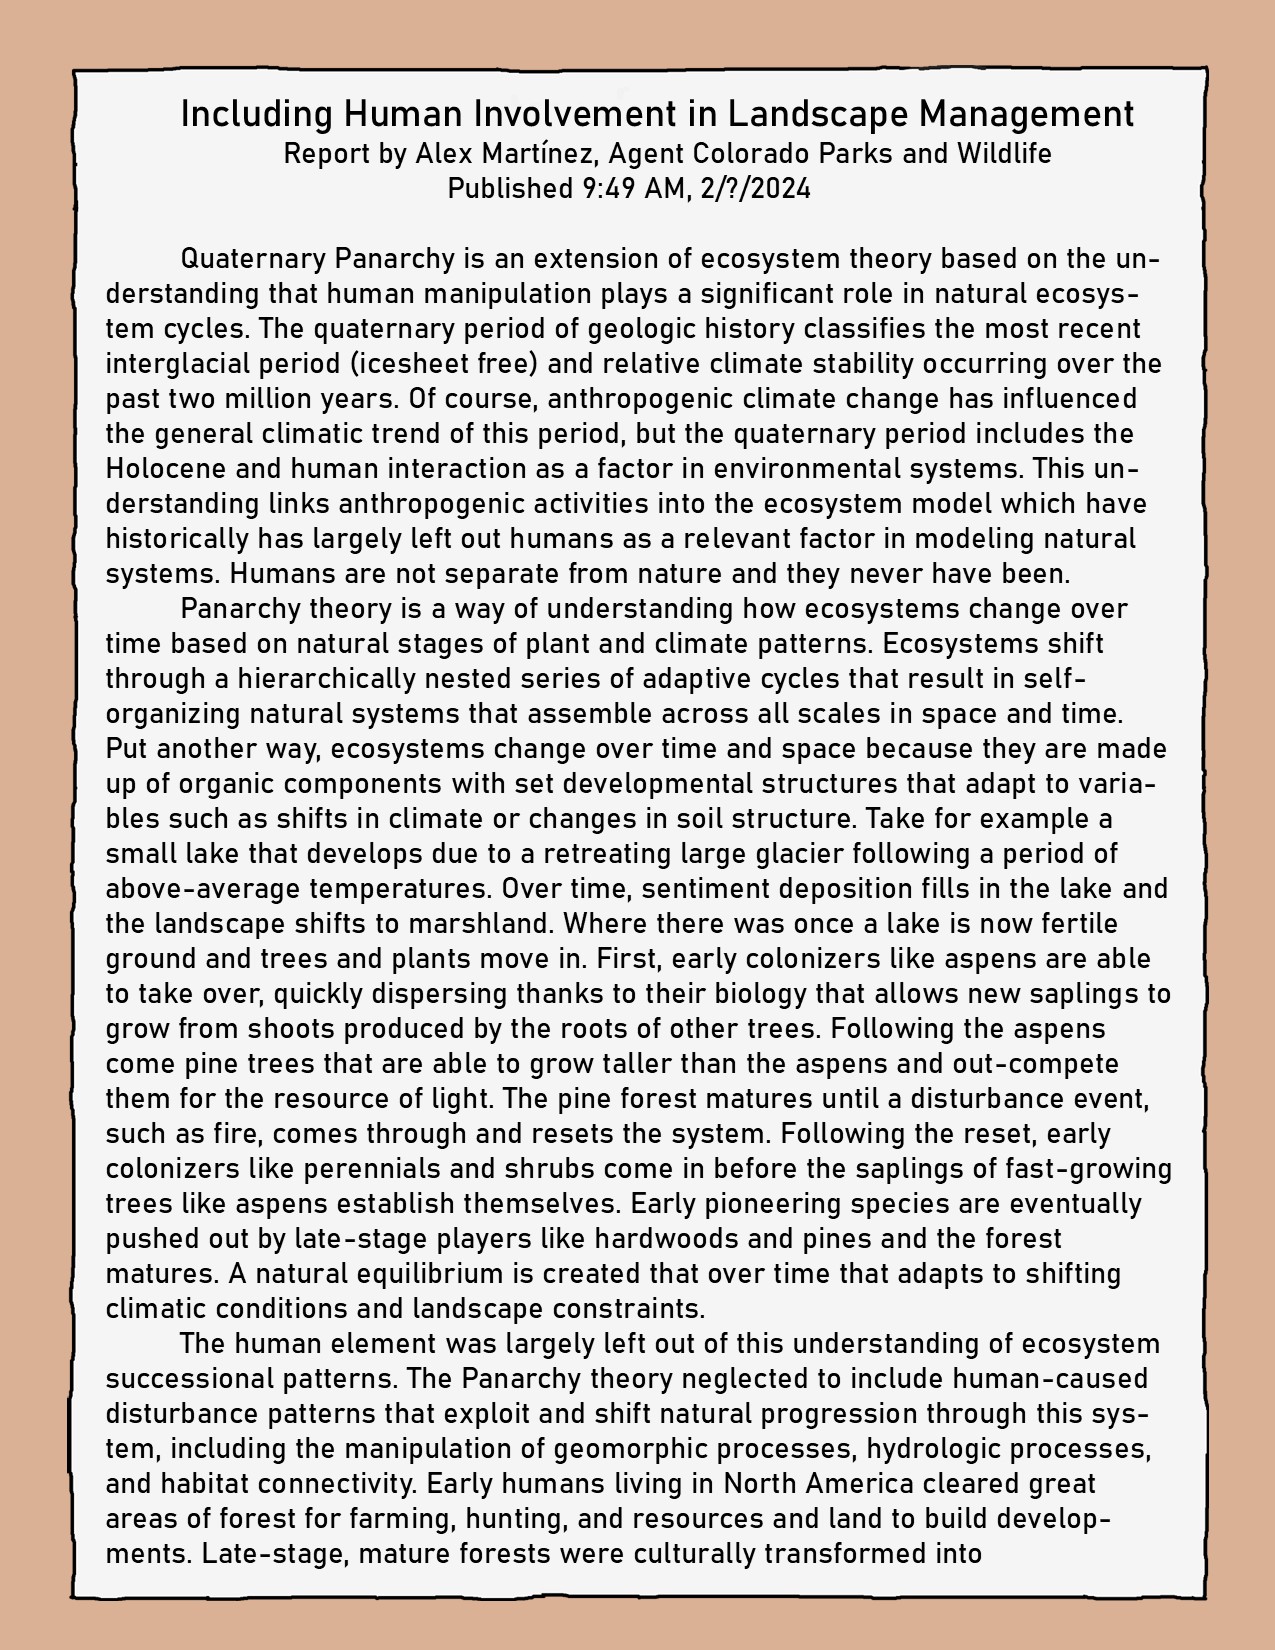 Including Human Involvement in Landscape Management
Report by Alex Martínez, Agent Colorado Parks and Wildlife
Published 9:49 AM, 2/?/2024
Quaternary Panarchy is an extension of ecosystem theory based on the un-
derstanding that human manipulation plays a significant role in natural ecosys-
tem cycles. The quaternary period of geologic history classifies the most recent
interglacial period (icesheet free) and relative climate stability occurring over the
past two million years. Of course, anthropogenic climate change has influenced
the general climatic trend of this period, but the quaternary period includes the
Holocene and human interaction as a factor in environmental systems. This un-
derstanding links anthropogenic activities into the ecosystem model which have
historically has largely left out humans as a relevant factor in modeling natural
systems. Humans are not separate from nature and they never have been.
Panarchy theory is a way of understanding how ecosystems change over
time based on natural stages of plant and climate patterns. Ecosystems shift
through a hierarchically nested series of adaptive cycles that result in self-
organizing natural systems that assemble across all scales in space and time.
Put another way, ecosystems change over time and space because they are made
up of organic components with set developmental structures that adapt to varia-
bles such as shifts in climate or changes in soil structure. Take for example a
small lake that develops due to a retreating large glacier following a period of
above-average temperatures. Over time, sentiment deposition fills in the lake and
the landscape shifts to marshland. Where there was once a lake is now fertile
ground and trees and plants move in. First, early colonizers like aspens are able
to take over, quickly dispersing thanks to their biology that allows new saplings to
grow from shoots produced by the roots of other trees. Following the aspens
come pine trees that are able to grow taller than the aspens and out-compete
them for the resource of light. The pine forest matures until a disturbance event,
such as fire, comes through and resets the system. Following the reset, early
colonizers like perennials and shrubs come in before the saplings of fast-growing
trees like aspens establish themselves. Early pioneering species are eventually
pushed out by late-stage players like hardwoods and pines and the forest
matures. A natural equilibrium is created that over time that adapts to shifting
climatic conditions and landscape constraints.
The human element was largely left out of this understanding of ecosystem
successional patterns. The Panarchy theory neglected to include human-caused
disturbance patterns that exploit and shift natural progression through this sys-
tem, including the manipulation of geomorphic processes, hydrologic processes,
and habitat connectivity. Early humans living in North America cleared great
areas of forest for farming, hunting, and resources and land to build develop-
ments. Late-stage, mature forests were culturally transformed into